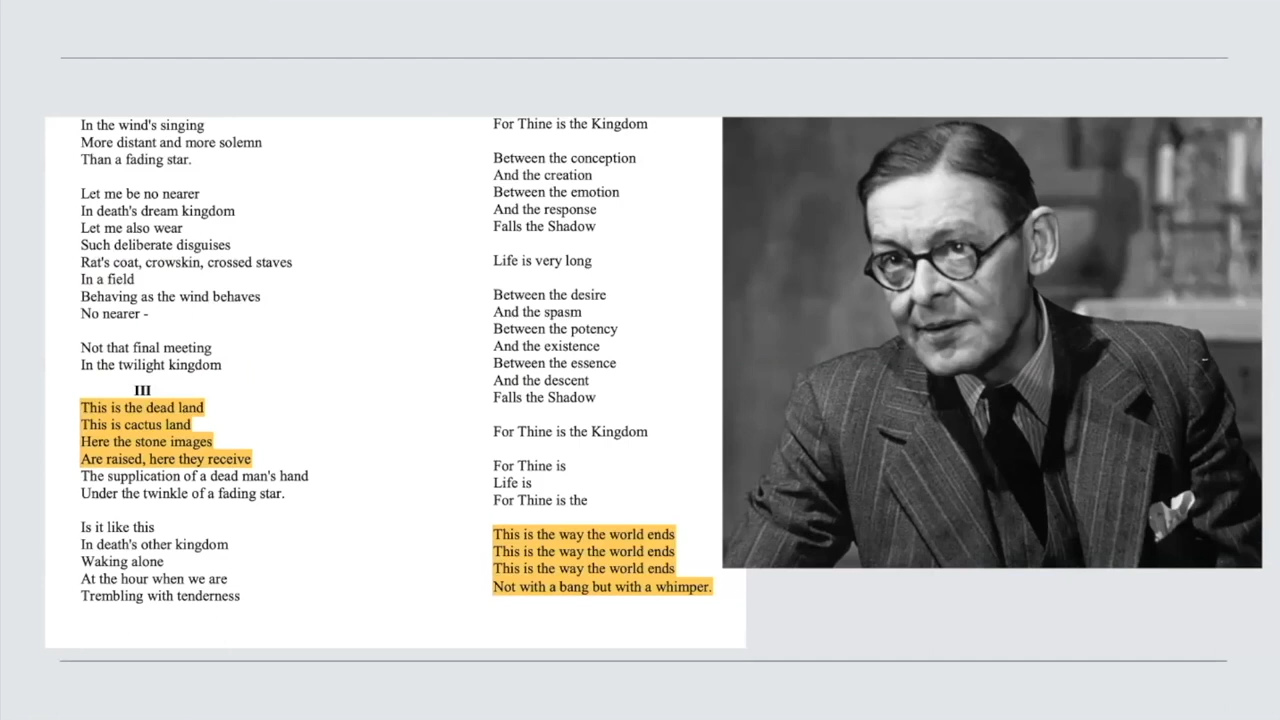 In the wind's singing
More distant and more solemn
Than a fading star.
Let me be no nearer
In death's dream kingdom
Let me also wear
Such deliberate disguises
Rat's coat, crowskin, crossed staves
In a field
Behaving as the wind behaves
No nearer -
Not that final meeting
In the twilight kingdom
III
This is the dead land
This is cactus land
Here the stone images
Are raised, here they receive
The supplication of a dead man's hand
Under the twinkle of a fading star.
Is it like this
In death's other kingdom
Waking alone
At the hour when we are
Trembling with tenderness
For Thine is the Kingdom
Between the conception
And the creation
Between the emotion
And the response
Falls the Shadow
Life is very long
Between the desire
And the spasm
Between the potency
And the existence
Between the essence
And the descent
Falls the Shadow
For Thine is the Kingdom
For Thine is
Life is
For Thine is the
This is the way the world ends
This is the way the world ends
This is the way the world ends
Not with a bang but with a whimper.